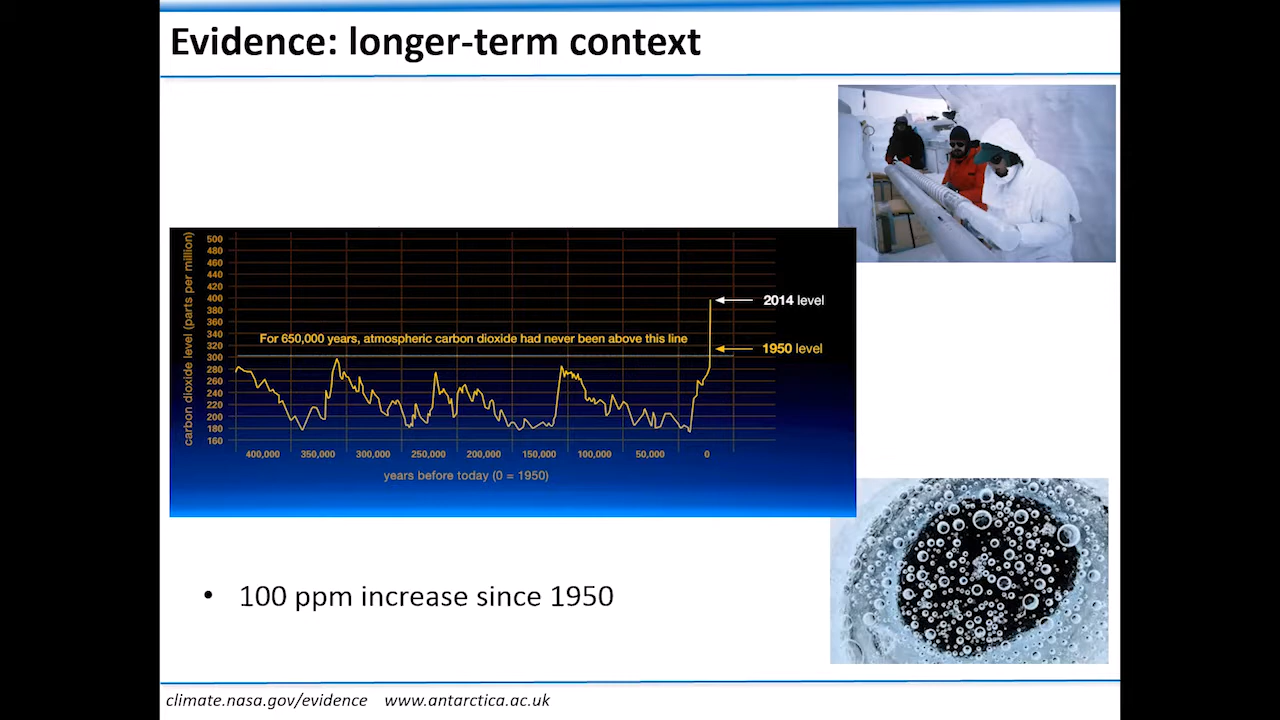 Evidence: longer-term context
carbon dioxide level (parts per million)
500
480
460
440
420
400
380
360
340
320
300
280
260
240
220
200
180
160
For 650,000 years, atmospheric carbon dioxide had never been above this line
2014 level
1950 level
400,000 350,000 300,000 250,000 200,000 150,000 100,000 50,000 0
years before today (0 = 1950)
• 100 ppm increase since 1950
climate.nasa.gov/evidence www.antarctica.ac.uk